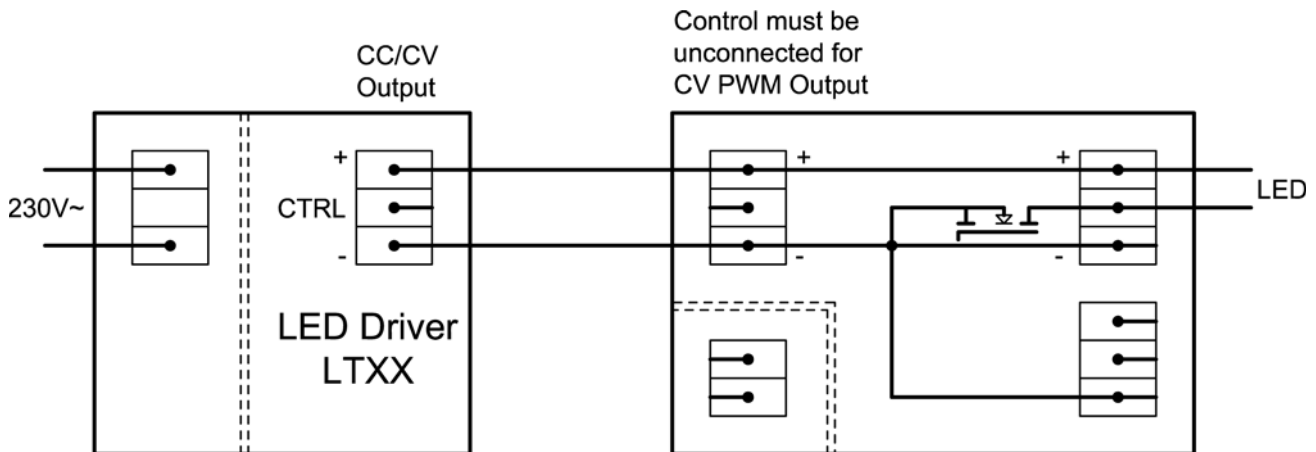 Control must be
unconnected for
CV PWM Output
CC/CV
Output
+
+
+
230V~
CTRL
LED
-
-
-
LED Driver
LTXX